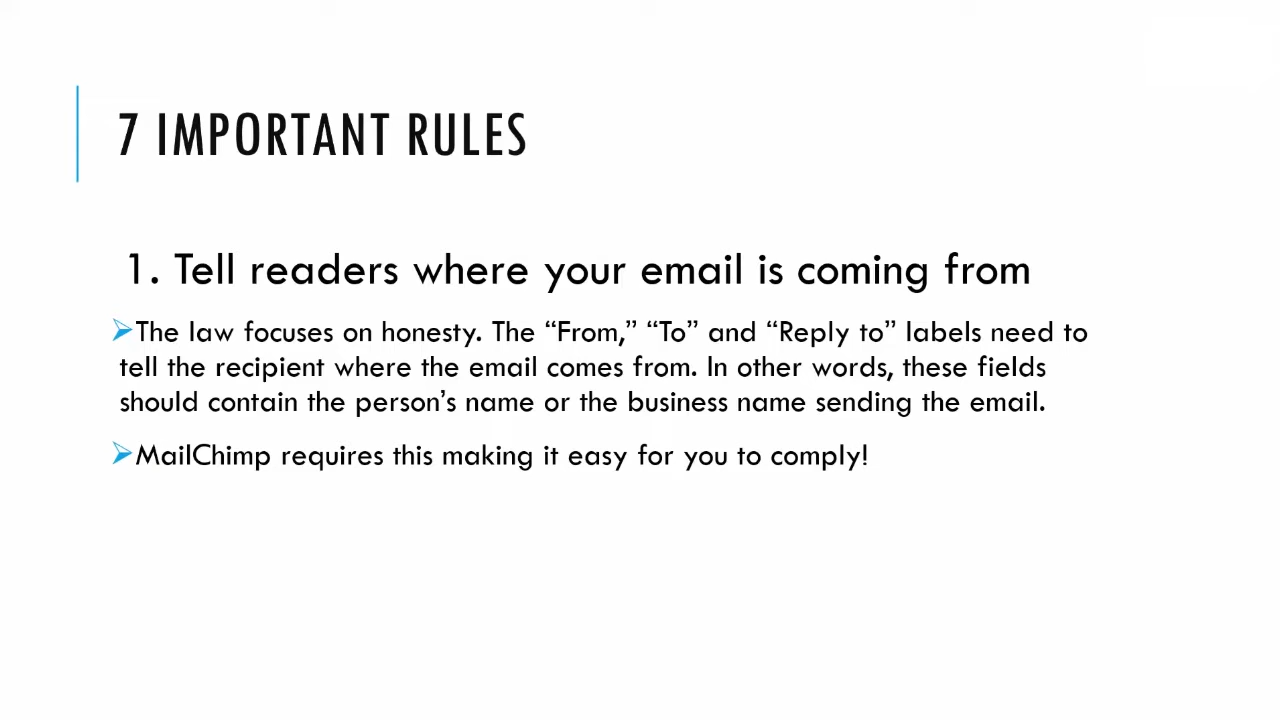 7 IMPORTANT RULES
1. Tell readers where your email is coming from
➢The law focuses on honesty. The “From,” “To” and “Reply to” labels need to
tell the recipient where the email comes from. In other words, these fields
should contain the person’s name or the business name sending the email.
➢MailChimp requires this making it easy for you to comply!